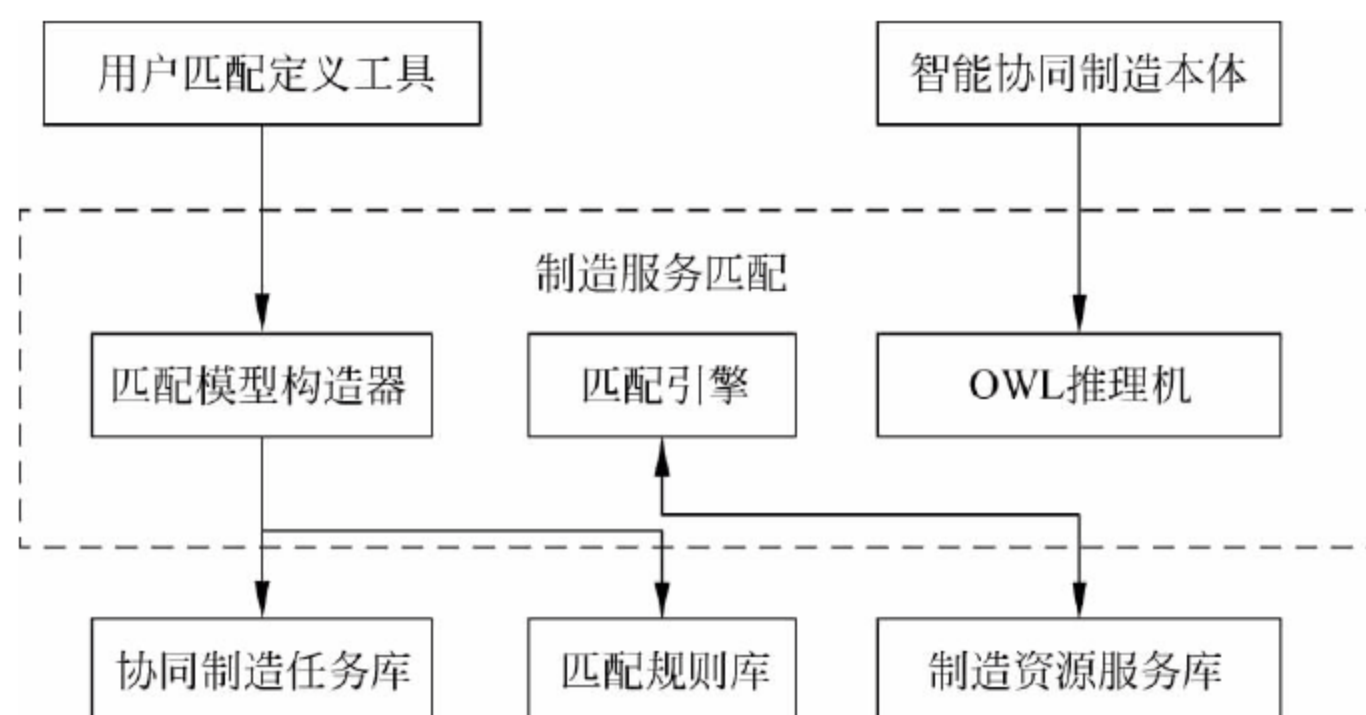 用户匹配定义工具
智能协同制造本体
制造服务匹配
匹配模型构造器
匹配引擎
OWL推理机
协同制造任务库
匹配规则库
制造资源服务库